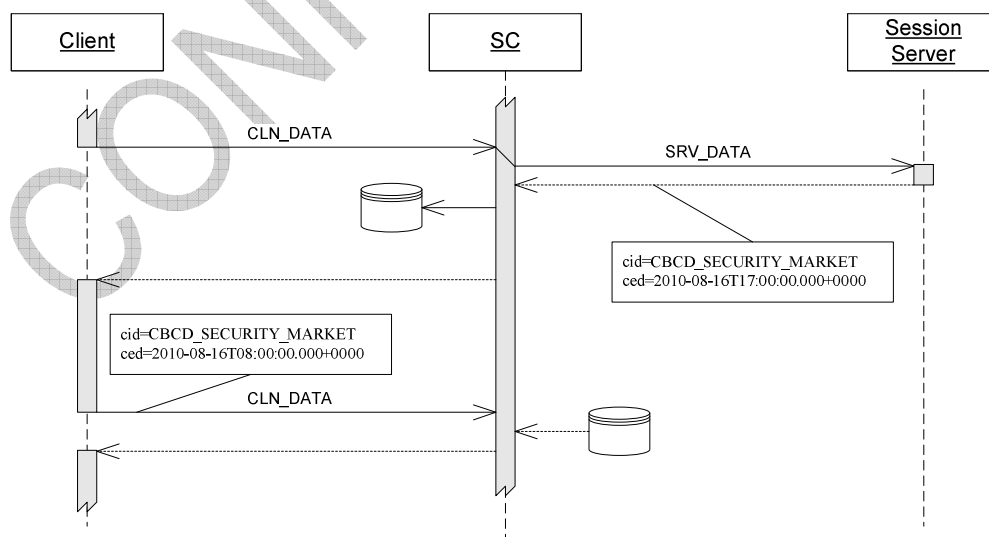 Client
SC
Session
Server
CLN_DATA
SRV_DATA
cid=CBCD_SECURITY_MARKET
ced=2010-08-16T17:00:00.000+0000
cid=CBCD_SECURITY_MARKET
ced=2010-08-16T08:00:00.000+0000
CLN_DATA
CONF